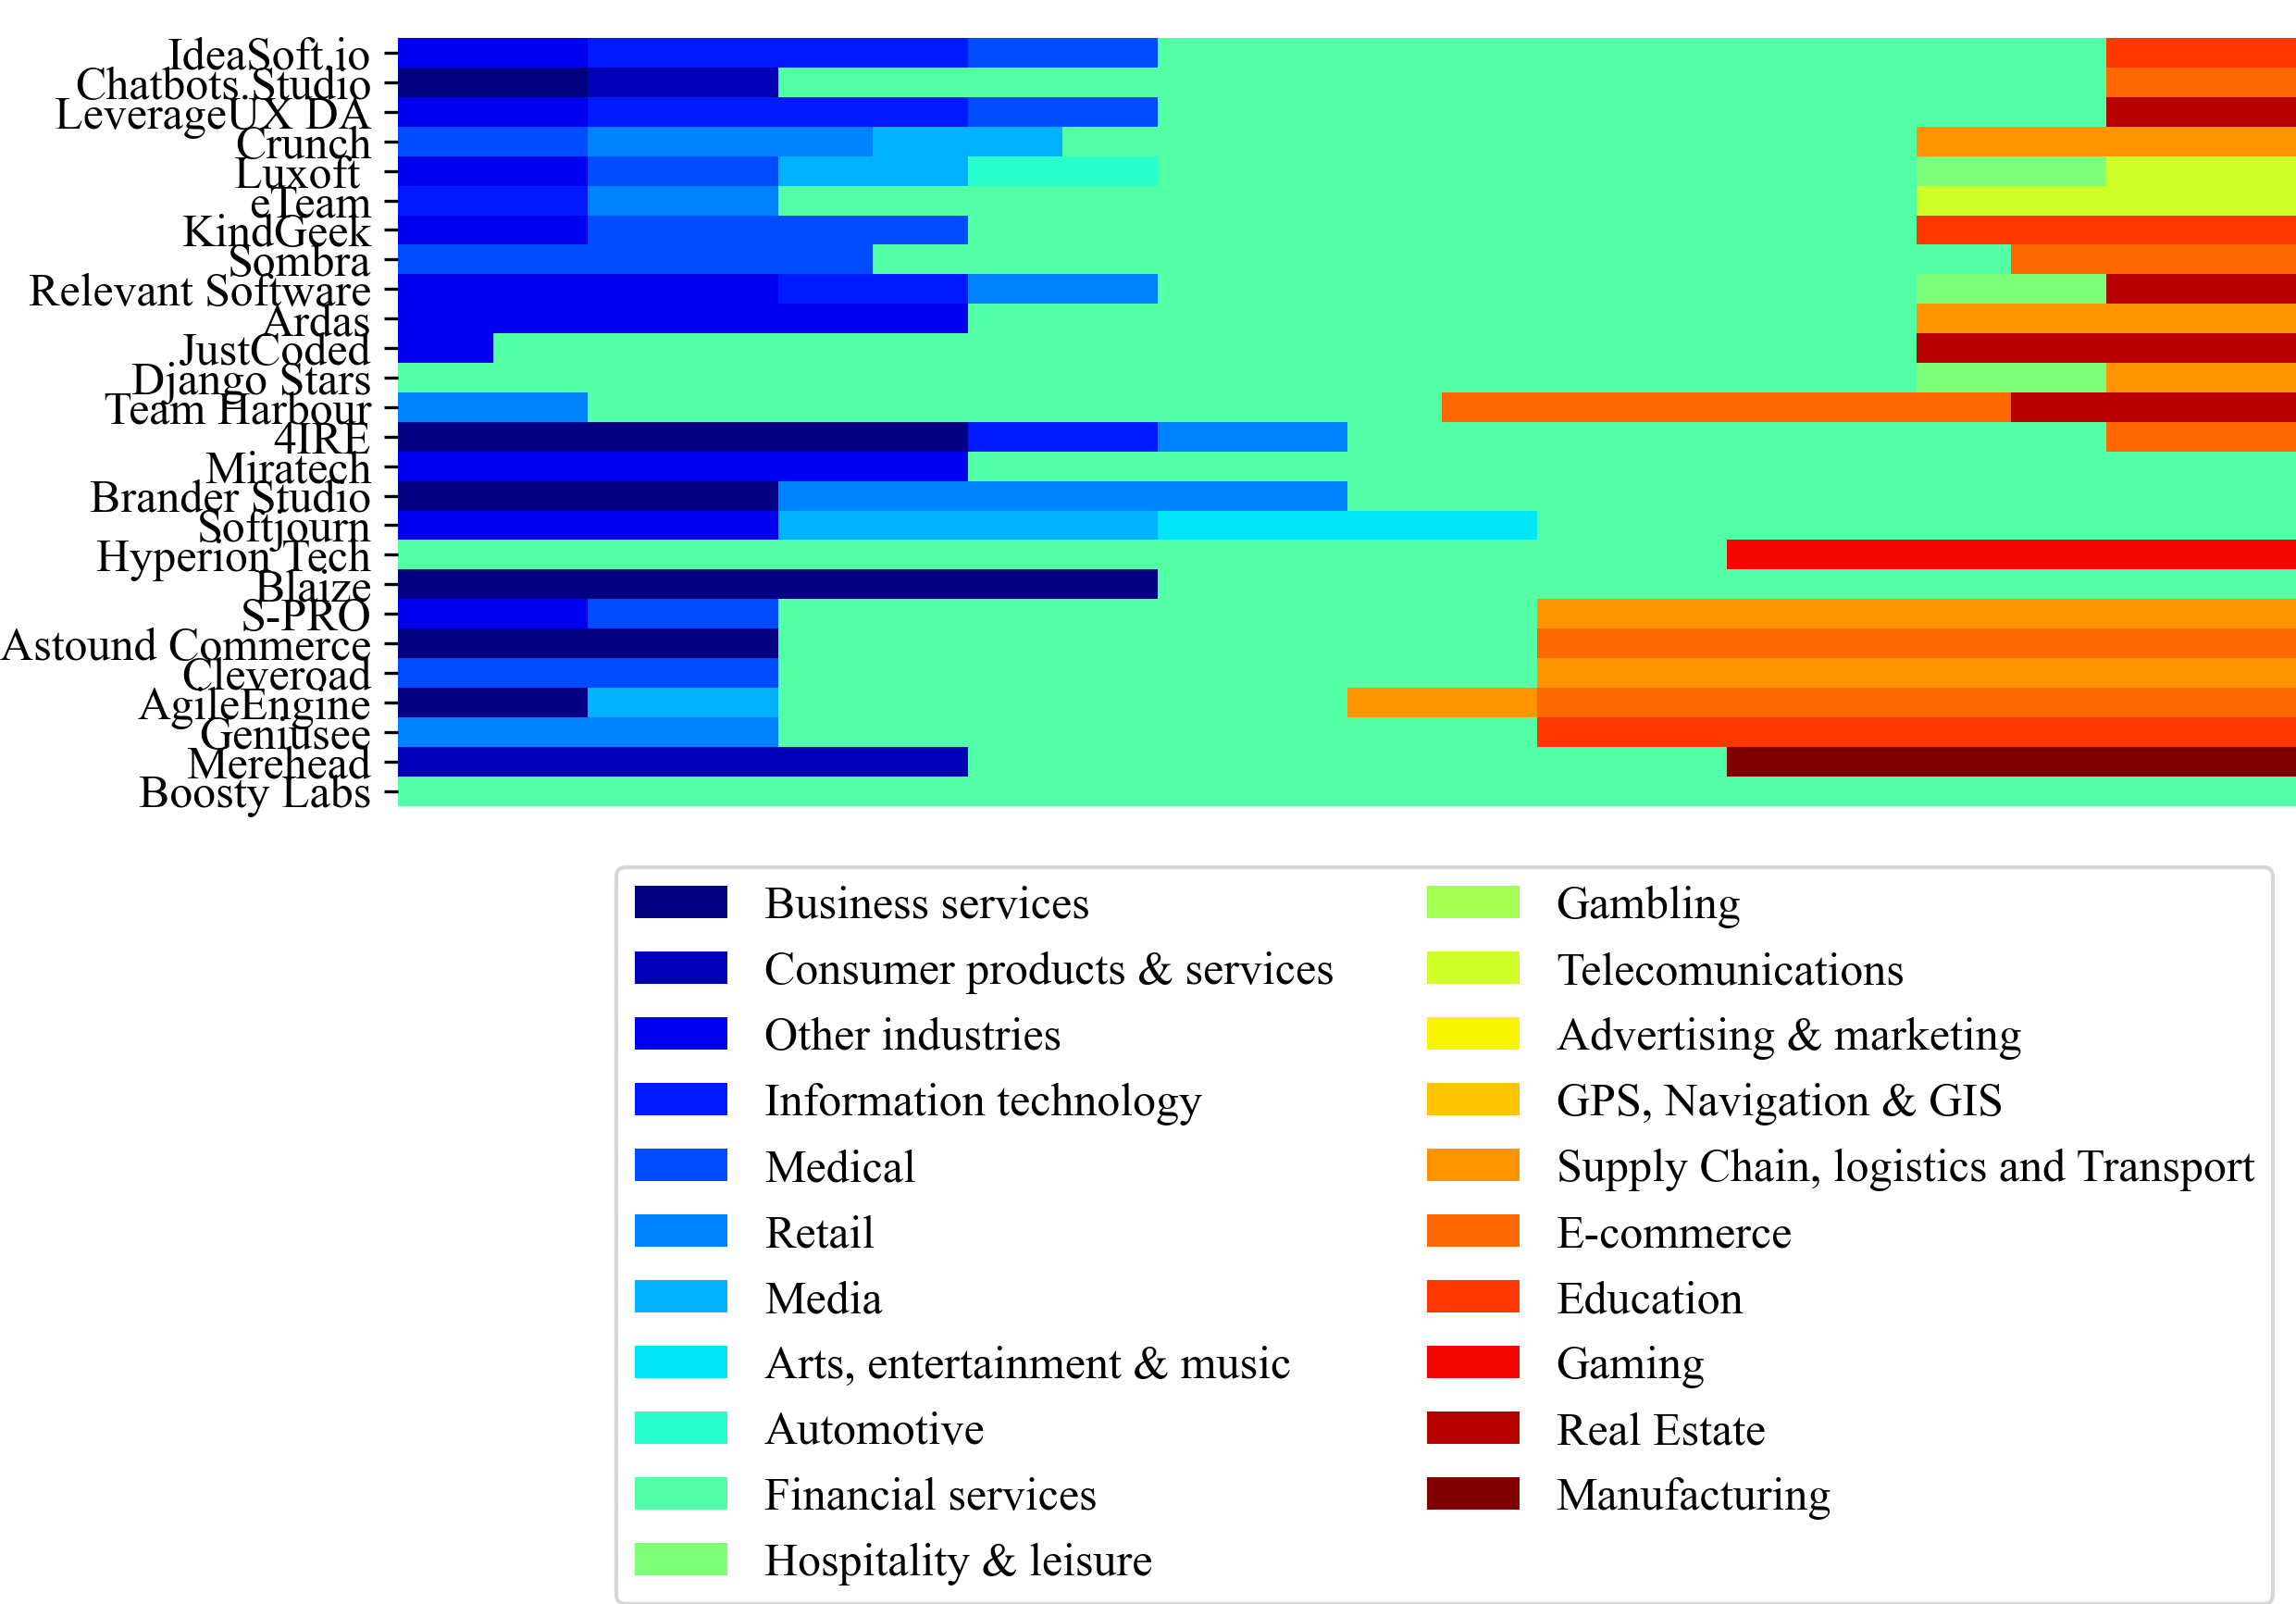 IdeaSoft.io
Chatbots.Studio
LeverageUX DA
Crunch
Luxoft
eTeam
KindGeek
Sombra
Relevant Software
Ardas
JustCoded
Django Stars
Team Harbour
4IRE
Miratech
Brander Studio
Softjourn
Hyperion Tech
Blaize
S-PRO
Astound Commerce
Cleveroad
AgileEngine
Geniusee
Merehead
Boosty Labs
Business services
Consumer products & services
Other industries
Information technology
Medical
Retail
Media
Arts, entertainment & music
Automotive
Financial services
Hospitality & leisure
Gambling
Telecomunications
Advertising & marketing
GPS, Navigation & GIS
Supply Chain, logistics and Transport
E-commerce
Education
Gaming
Real Estate
Manufacturing